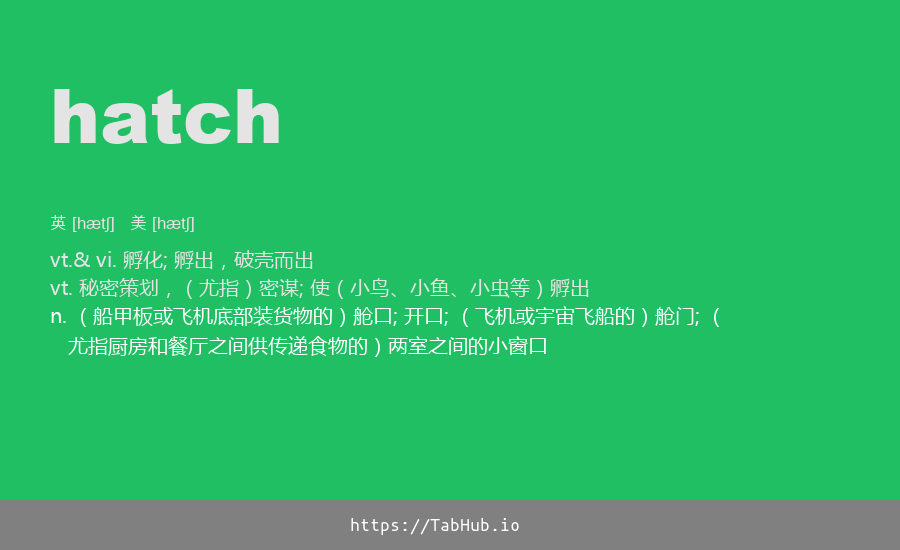 hatch
英 [hætʃ] 美 [hætʃ]
vt.& vi. 孵化; 孵出，破壳而出
vt. 秘密策划，（尤指）密谋; 使（小鸟、小鱼、小虫等）孵出
n. （船甲板或飞机底部装货物的）舱口; 开口; （飞机或宇宙飞船的）舱门; （
尤指厨房和餐厅之间供传递食物的）两室之间的小窗口
https://TabHub.io